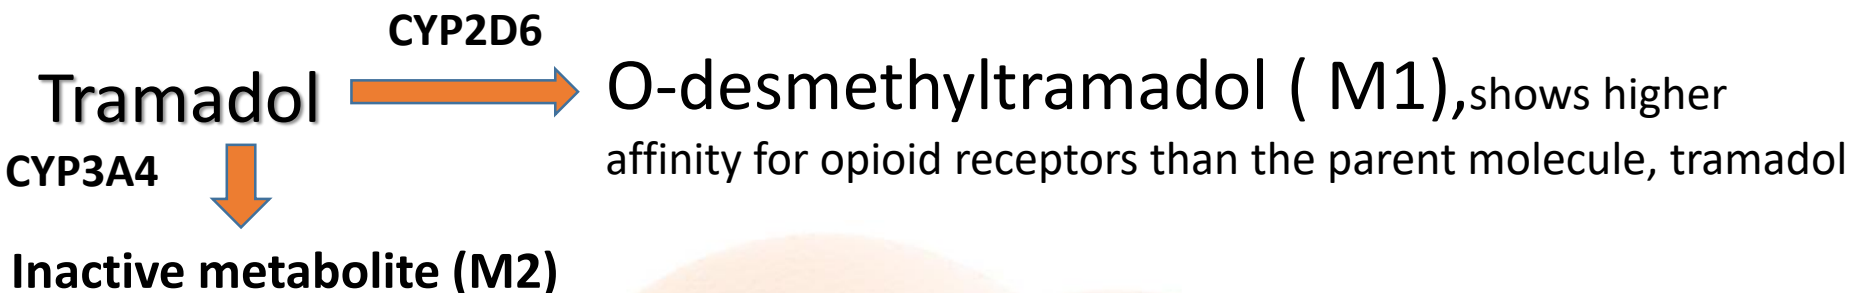 CYP2D6
Tramadol
O-desmethyltramadol ( M1),shows higher
affinity for opioid receptors than the parent molecule, tramadol
CYP3A4
Inactive metabolite (M2)